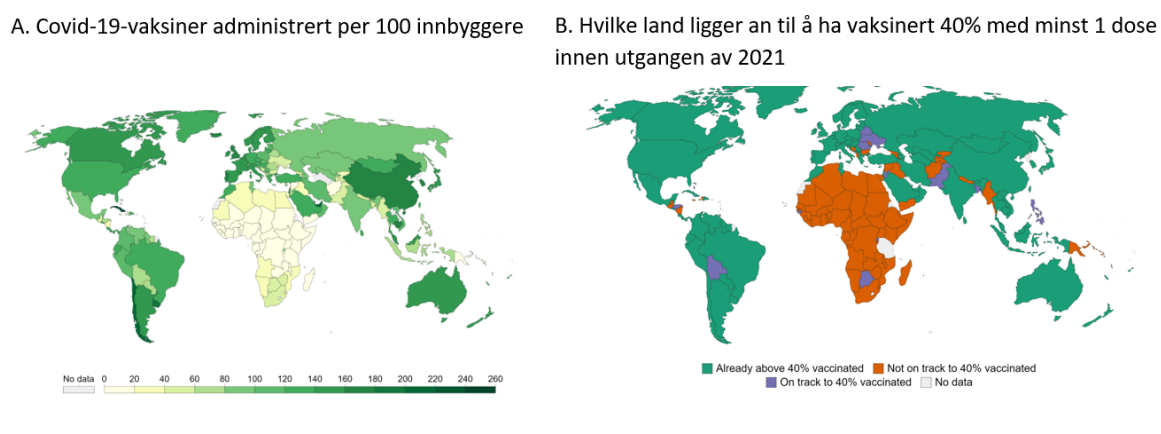 A. Covid-19-vaksiner administrert per 100 innbyggere
B. Hvilke land ligger an til å ha vaksinert 40% med minst 1 dose
innen utgangen av 2021
No data 0 20 40 60 80 100 120 140 160 180 200 220 240 260
Already above 40% vaccinated Not on track to 40% vaccinated
On track to 40% vaccinated No data